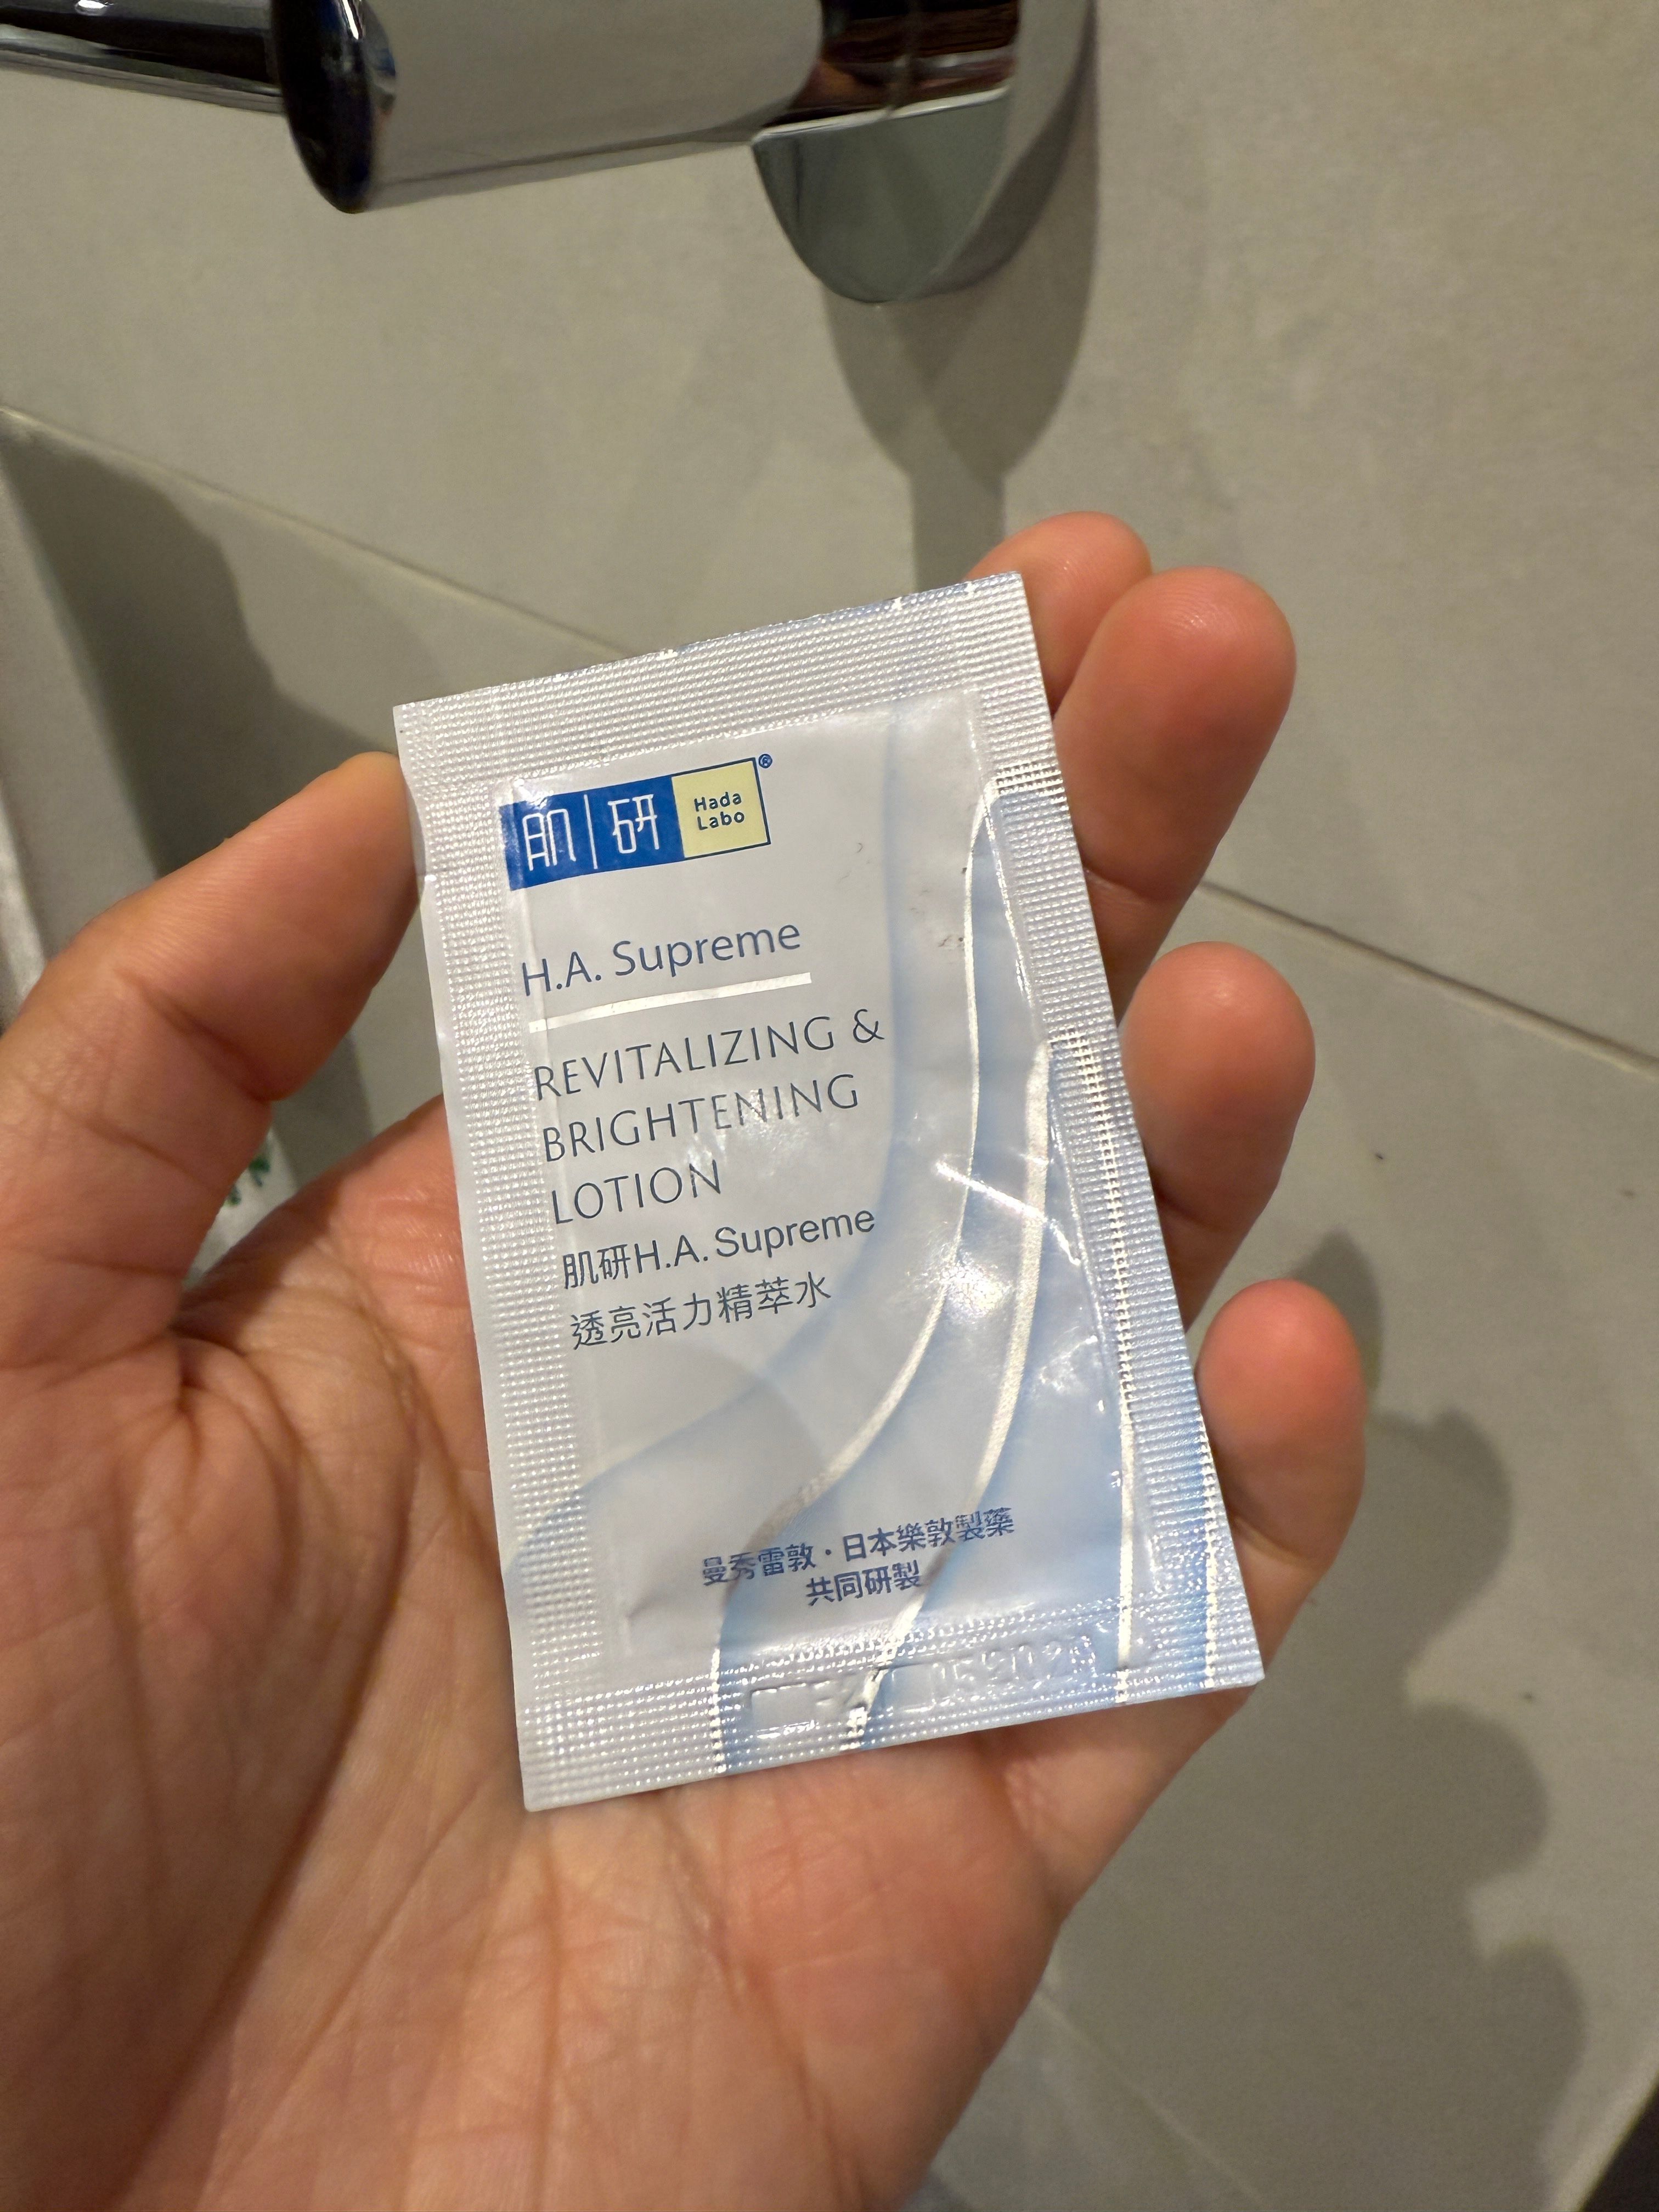 肌研 Hada Labo®
H.A. Supreme
REVITALIZING &
BRIGHTENING
LOTION
肌研H.A. Supreme
透亮活力精萃水
曼秀雷敦・日本樂敦製藥
共同研製